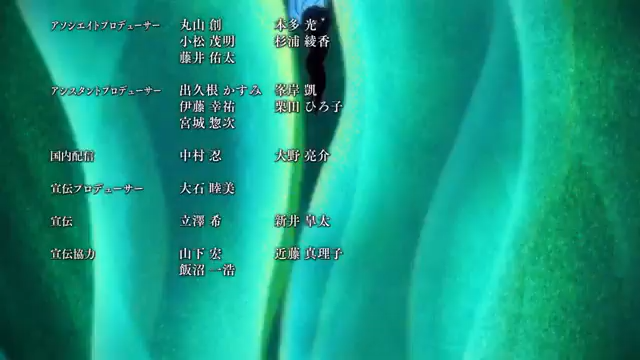 アソシエイトプロデューサー 丸山 創 本多 光
小松 茂明 杉浦 綾香
藤井 佑太
アシスタントプロデューサー 出久根 かすみ 峯岸 凱
伊藤 幸祐 栗田 ひろ子
宮城 惣次
国内配信 中村 忍 大野 亮介
宣伝プロデューサー 大石 睦美
宣伝 立澤 希 新井 阜太
宣伝協力 山下 宏 近藤 真理子
飯沼 一浩